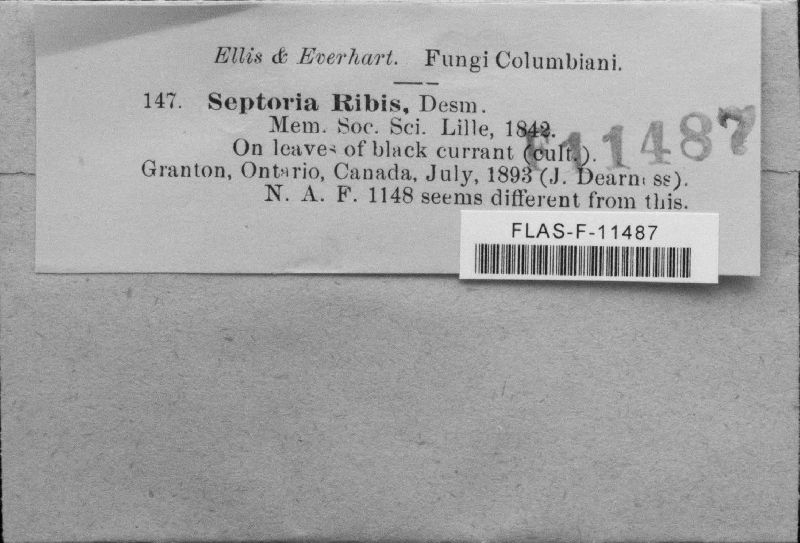 Ellis & Everhart. Fungi Columbiani.
147. Septoria Ribis, Desm.
Mem. Soc. Sci. Lille, 1842.
On leaves of black currant (cult.).
F11487
Granton, Ontario, Canada, July, 1893 (J. Dearness).
N. A. F. 1148 seems different from this.
FLAS-F-11487